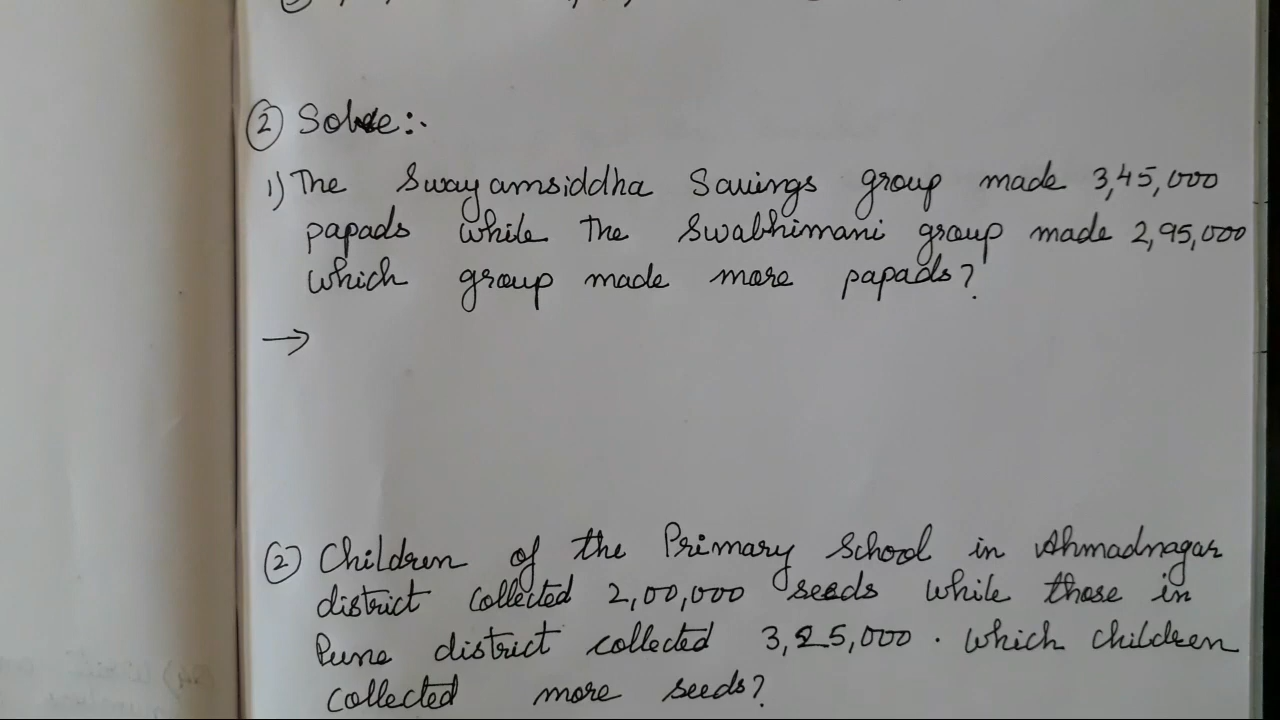 ② Solve:-
1) The Swayamsiddha Savings group made 3,45,000
papads while the Swabhimani group made 2,95,000
which group made more papads?
→
② Children of the Primary School in Ahmadnagar
district collected 2,00,000 seeds while those in
Pune district collected 3,25,000. which children
collected more seeds?